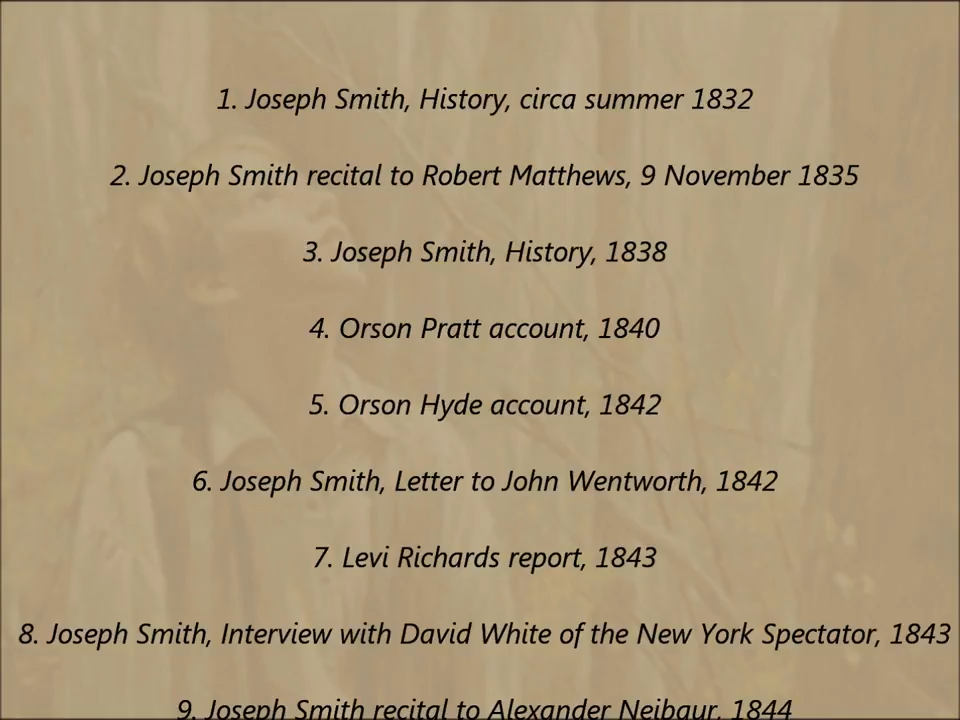 1. Joseph Smith, History, circa summer 1832
2. Joseph Smith recital to Robert Matthews, 9 November 1835
3. Joseph Smith, History, 1838
4. Orson Pratt account, 1840
5. Orson Hyde account, 1842
6. Joseph Smith, Letter to John Wentworth, 1842
7. Levi Richards report, 1843
8. Joseph Smith, Interview with David White of the New York Spectator, 1843
9. Joseph Smith recital to Alexander Neibaur, 1844